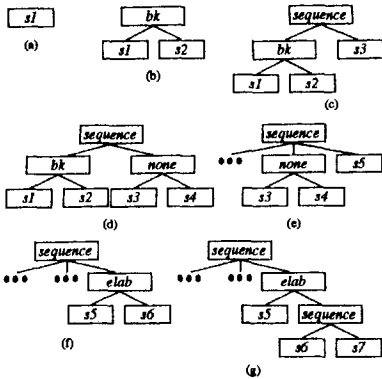 s1
(a)
bk
s1 s2
(b)
sequence
bk s3
s1 s2
(c)
sequence
bk none
s1 s2 s3 s4
(d)
sequence
••• none s5
s3 s4
(e)
sequence
••• ••• elab
s5 s6
(f)
sequence
••• ••• elab
s5 sequence
s6 s7
(g)